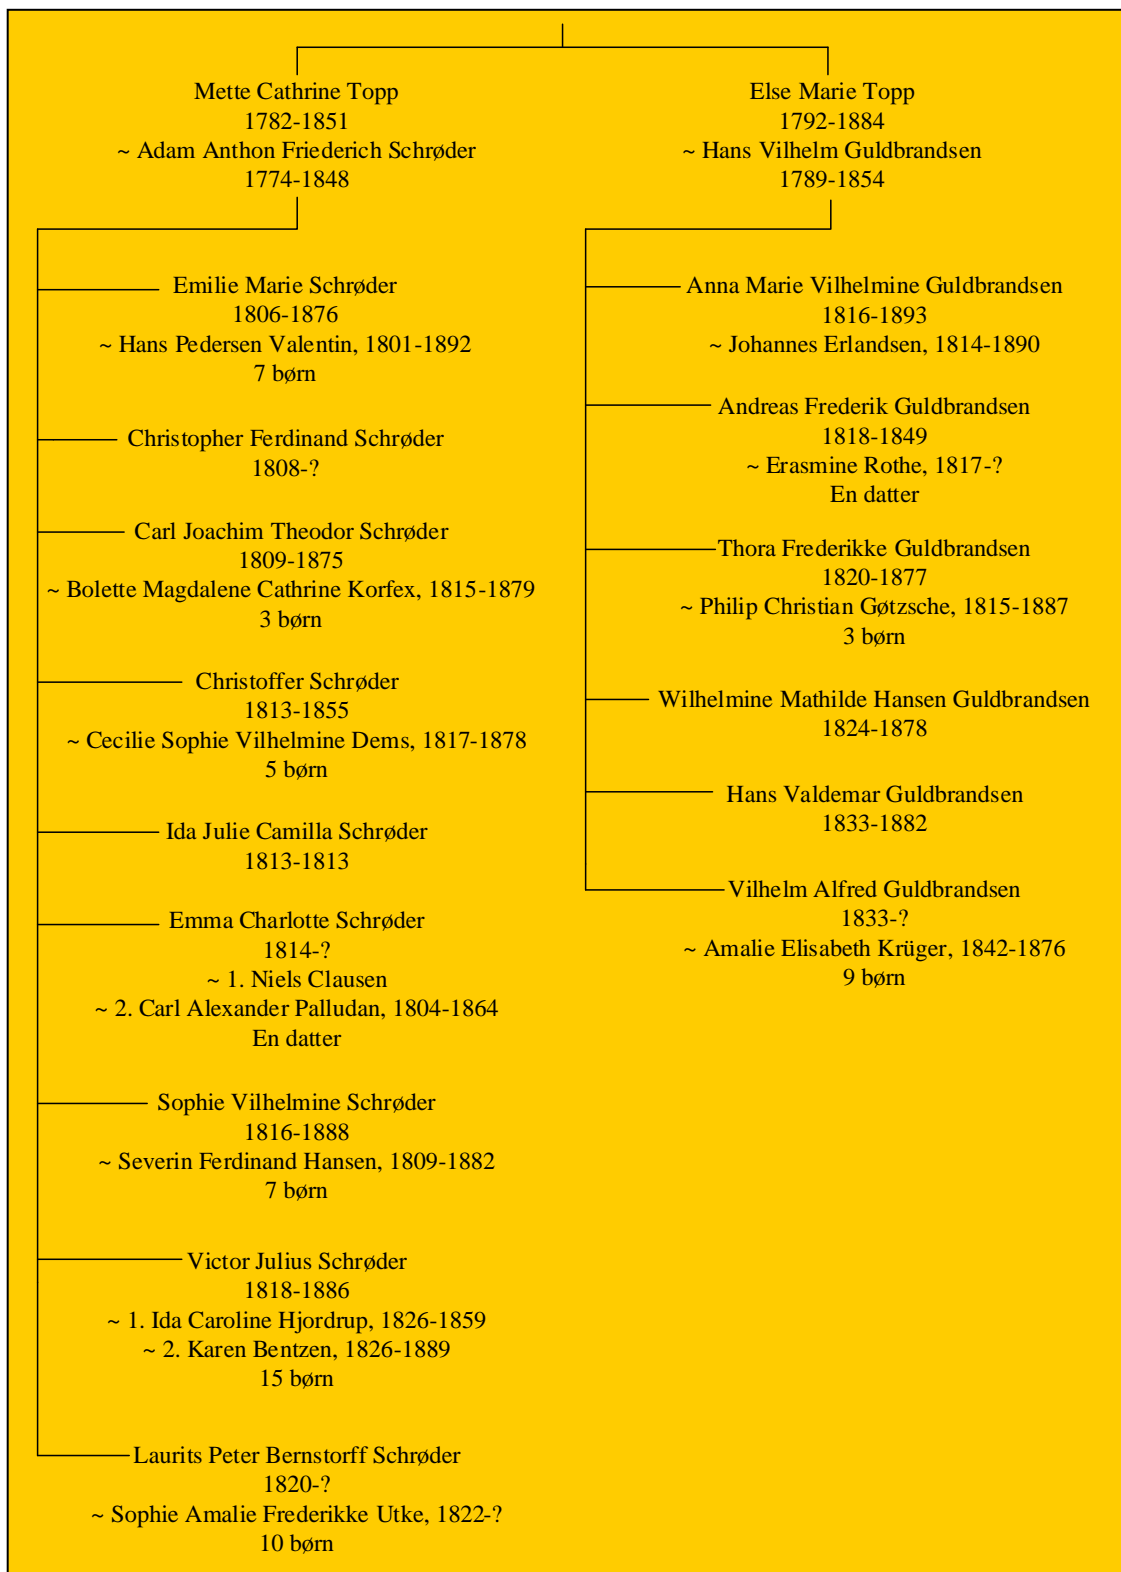 Mette Cathrine Topp
1782-1851
~ Adam Anthon Friederich Schrøder
1774-1848
Emilie Marie Schrøder
1806-1876
~ Hans Pedersen Valentin, 1801-1892
7 børn
Christopher Ferdinand Schrøder
1808-?
Carl Joachim Theodor Schrøder
1809-1875
~ Bolette Magdalene Cathrine Korfex, 1815-1879
3 børn
Christoffer Schrøder
1813-1855
~ Cecilie Sophie Vilhelmine Dems, 1817-1878
5 børn
Ida Julie Camilla Schrøder
1813-1813
Emma Charlotte Schrøder
1814-?
~ 1. Niels Clausen
~ 2. Carl Alexander Palludan, 1804-1864
En datter
Sophie Vilhelmine Schrøder
1816-1888
~ Severin Ferdinand Hansen, 1809-1882
7 børn
Victor Julius Schrøder
1818-1886
~ 1. Ida Caroline Hjordrup, 1826-1859
~ 2. Karen Bentzen, 1826-1889
15 børn
Laurits Peter Bernstorff Schrøder
1820-?
~ Sophie Amalie Frederikke Utke, 1822-?
10 børn
Else Marie Topp
1792-1884
~ Hans Vilhelm Guldbrandsen
1789-1854
Anna Marie Vilhelmine Guldbrandsen
1816-1893
~ Johannes Erlandsen, 1814-1890
Andreas Frederik Guldbrandsen
1818-1849
~ Erasmine Rothe, 1817-?
En datter
Thora Frederikke Guldbrandsen
1820-1877
~ Philip Christian Gøtzsche, 1815-1887
3 børn
Wilhelmine Mathilde Hansen Guldbrandsen
1824-1878
Hans Valdemar Guldbrandsen
1833-1882
Vilhelm Alfred Guldbrandsen
1833-?
~ Amalie Elisabeth Krüger, 1842-1876
9 børn